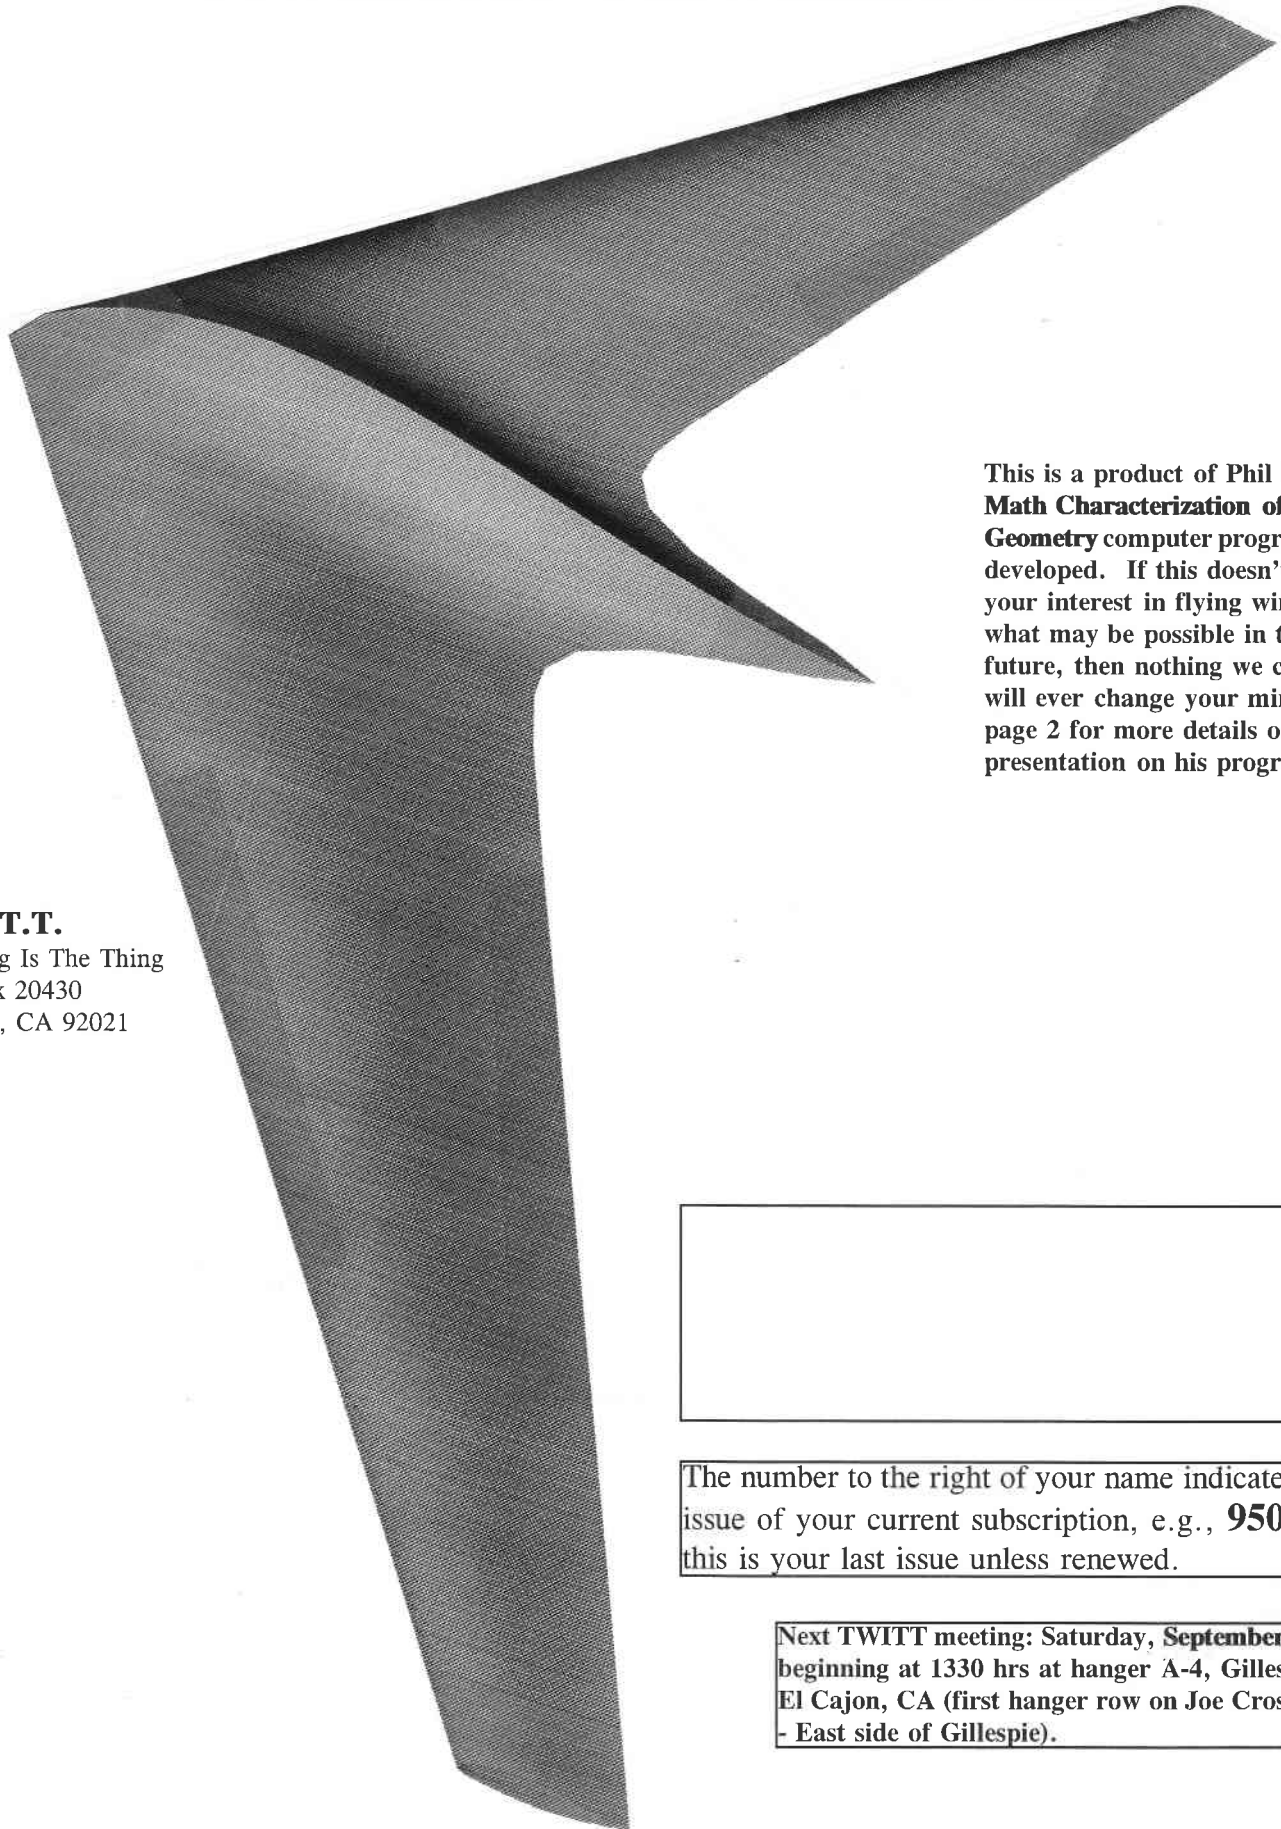 This is a product of Phil
Math Characterization of
Geometry computer progr
developed. If this doesn't
your interest in flying win
what may be possible in t
future, then nothing we c
will ever change your min
page 2 for more details o
presentation on his progr
T.T.
g Is The Thing
x 20430
, CA 92021
The number to the right of your name indicate
issue of your current subscription, e.g., 950
this is your last issue unless renewed.
Next TWITT meeting: Saturday, September
beginning at 1330 hrs at hanger A-4, Gilles
El Cajon, CA (first hanger row on Joe Cros
- East side of Gillespie).